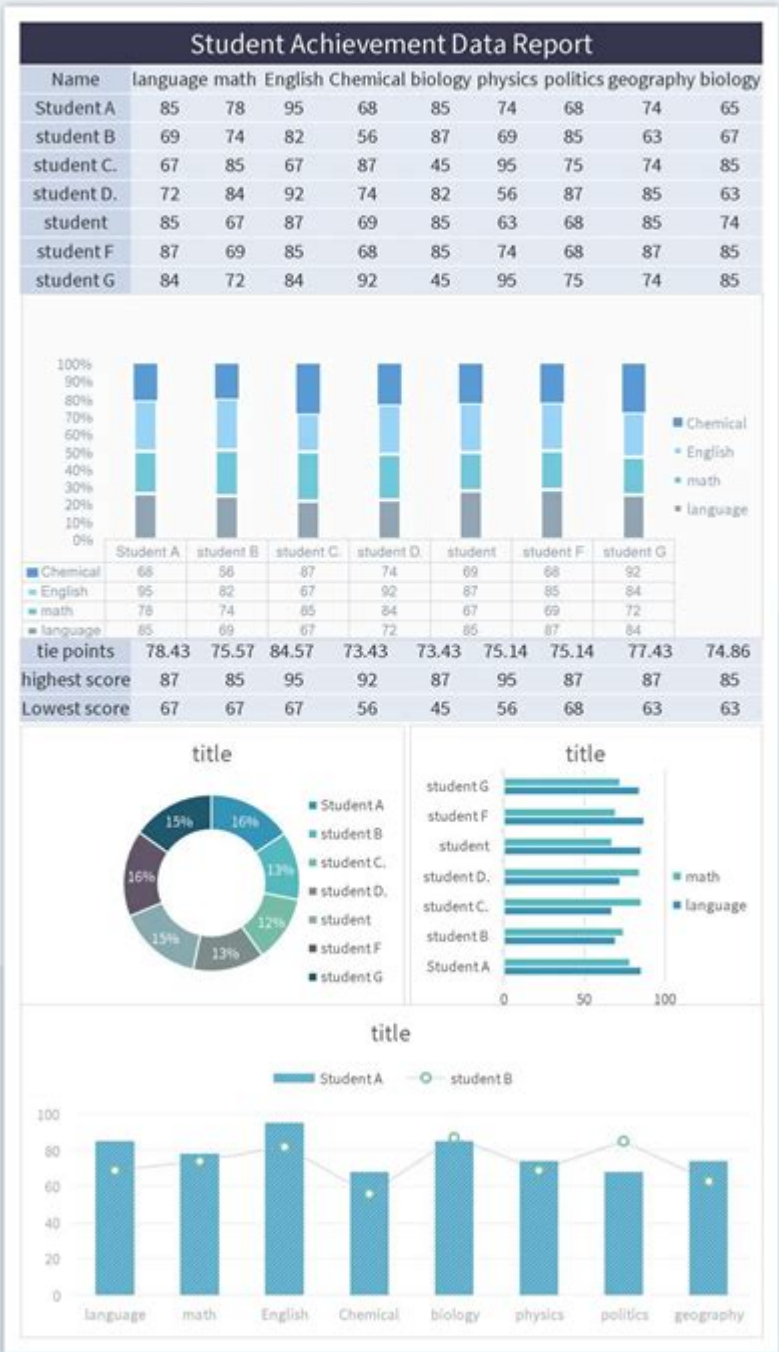 Student Achievement Data Report
Name language math English Chemical biology physics politics geography biology
Student A 85 78 95 68 85 74 68 74 65
student B 69 74 82 56 87 69 85 63 67
student C. 67 85 67 87 45 95 75 74 85
student D. 72 84 92 74 82 56 87 85 63
student 85 67 87 69 85 63 68 85 74
student F 87 69 85 68 85 74 68 87 85
student G 84 72 84 92 45 95 75 74 85
100%
90%
80%
70%
60%
50%
40%
30%
20%
10%
0%
Chemical
English
math
language
Student A student B student C. student D. student student F student G
Chemical 68 56 87 74 69 68 92
English 95 82 67 92 87 85 84
math 78 74 85 84 67 69 72
language 85 69 67 72 85 87 84
tie points 78.43 75.57 84.57 73.43 73.43 75.14 75.14 77.43 74.86
highest score 87 85 95 92 87 95 87 87 85
Lowest score 67 67 67 56 45 56 68 63 63
title
16%
13%
12%
13%
15%
16%
15%
Student A
student B
student C.
student D.
student
student F
student G
title
student G
student F
student
student D.
student C.
student B
Student A
0 50 100
math
language
title
Student A student B
100
80
60
40
20
0
language math English Chemical biology physics politics geography